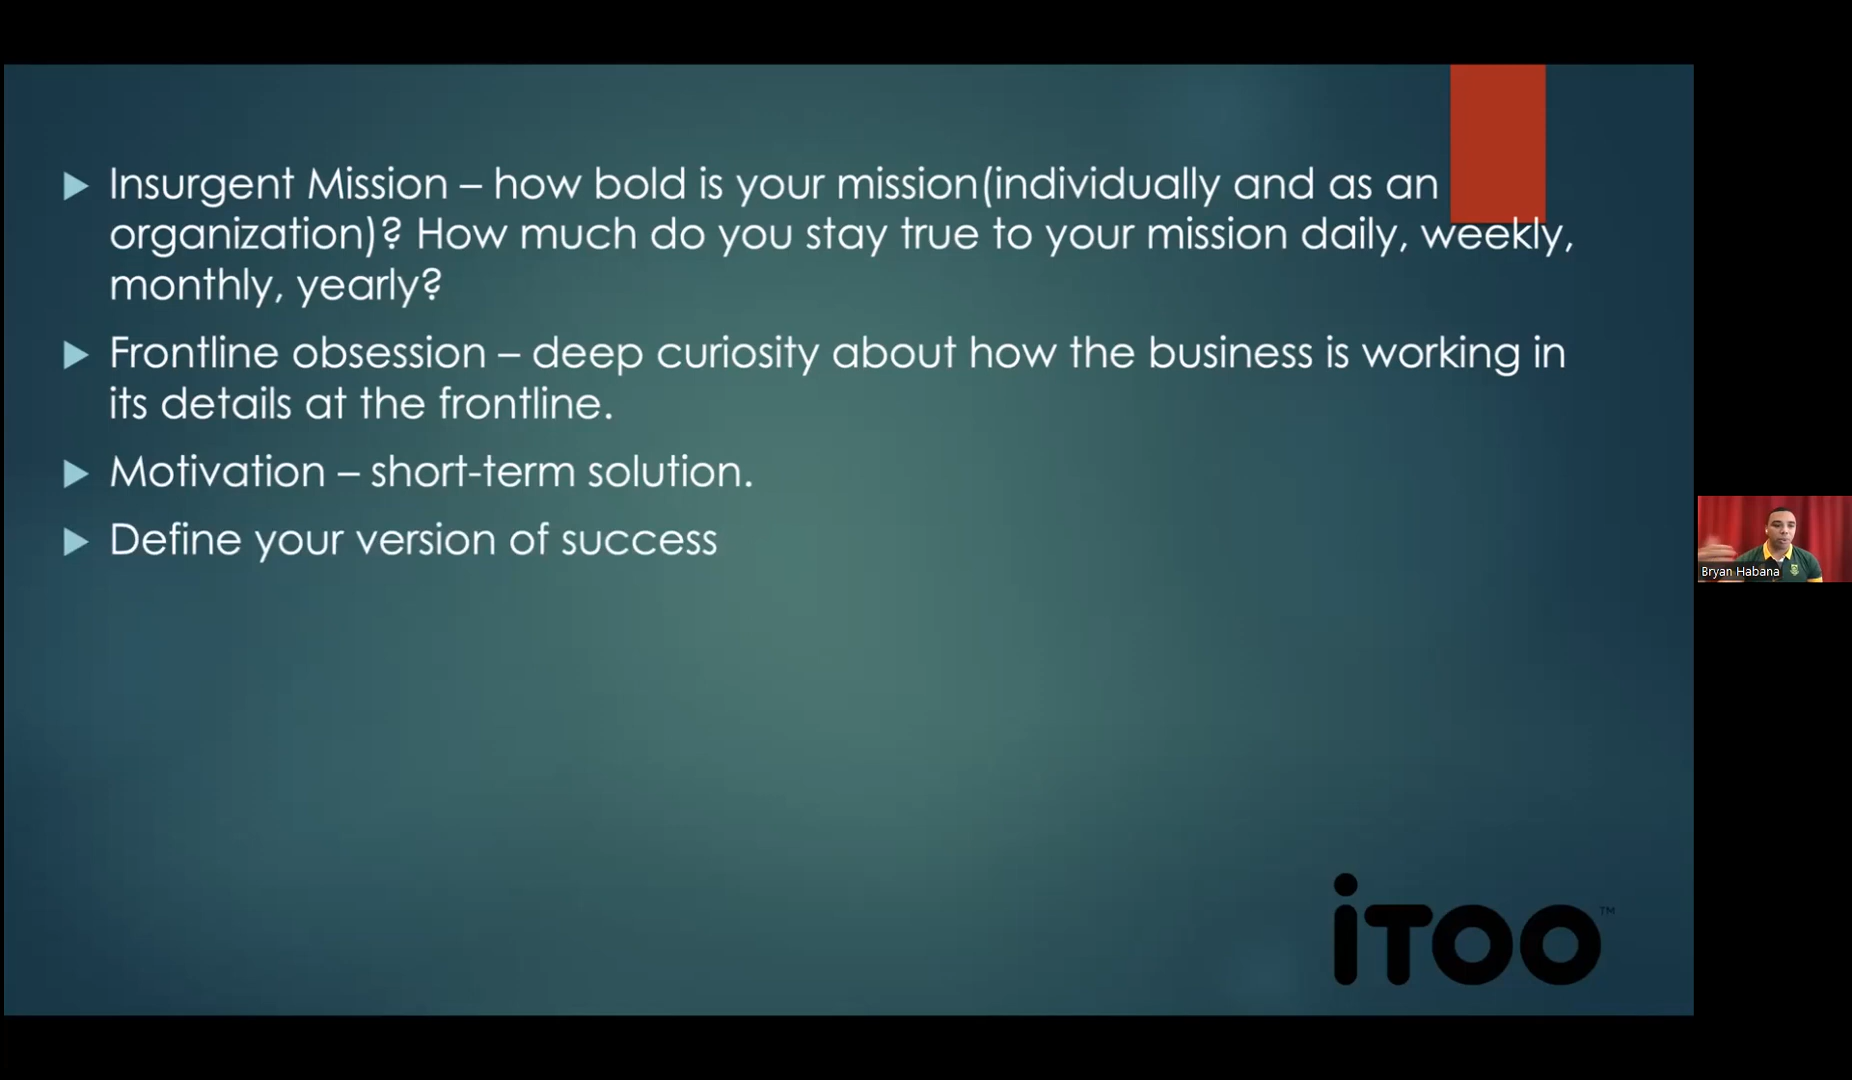 Insurgent Mission – how bold is your mission(individually and as an
organization)? How much do you stay true to your mission daily, weekly,
monthly, yearly?
Frontline obsession – deep curiosity about how the business is working in
its details at the frontline.
Motivation – short-term solution.
Define your version of success
Bryan Habana
iTOO™